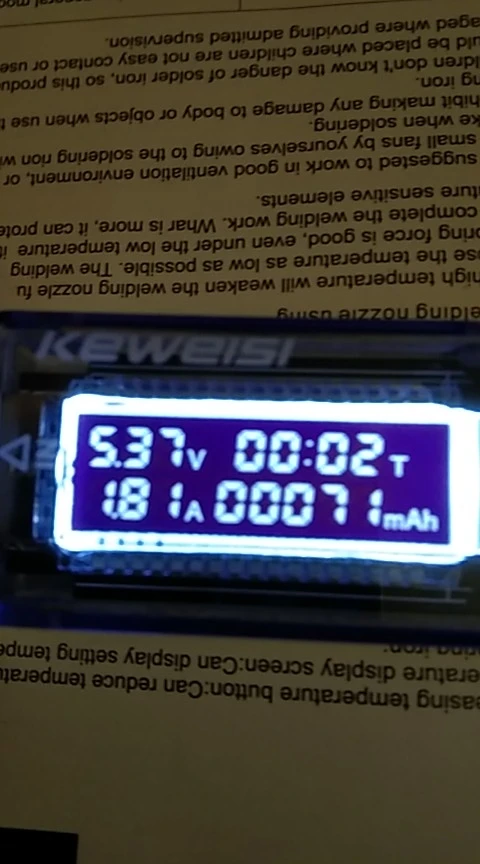 KEWEISI
5.37V 00:02T
1.81A 00071mAh
easing temperature button:Can reduce temperatu
erature display screen:Can display setting tempe
ering iron.
elding nozzle using
high temperature will weaken the welding nozzle fu
ose the temperature as low as possible. The welding
oring force is good, even under the low temperature it
complete the welding work. Whar is more, it can prote
ture sensitive elements.
suggested to work in good ventilation environment, or
small fans by yourselves owing to the soldering rion wi
ke when soldering.
hibit making any damage to body or objects when use t
ng iron.
ldren don't know the danger of solder iron, so this produ
uld be placed where children are not easy contact or use
aged where providing admitted supervision.